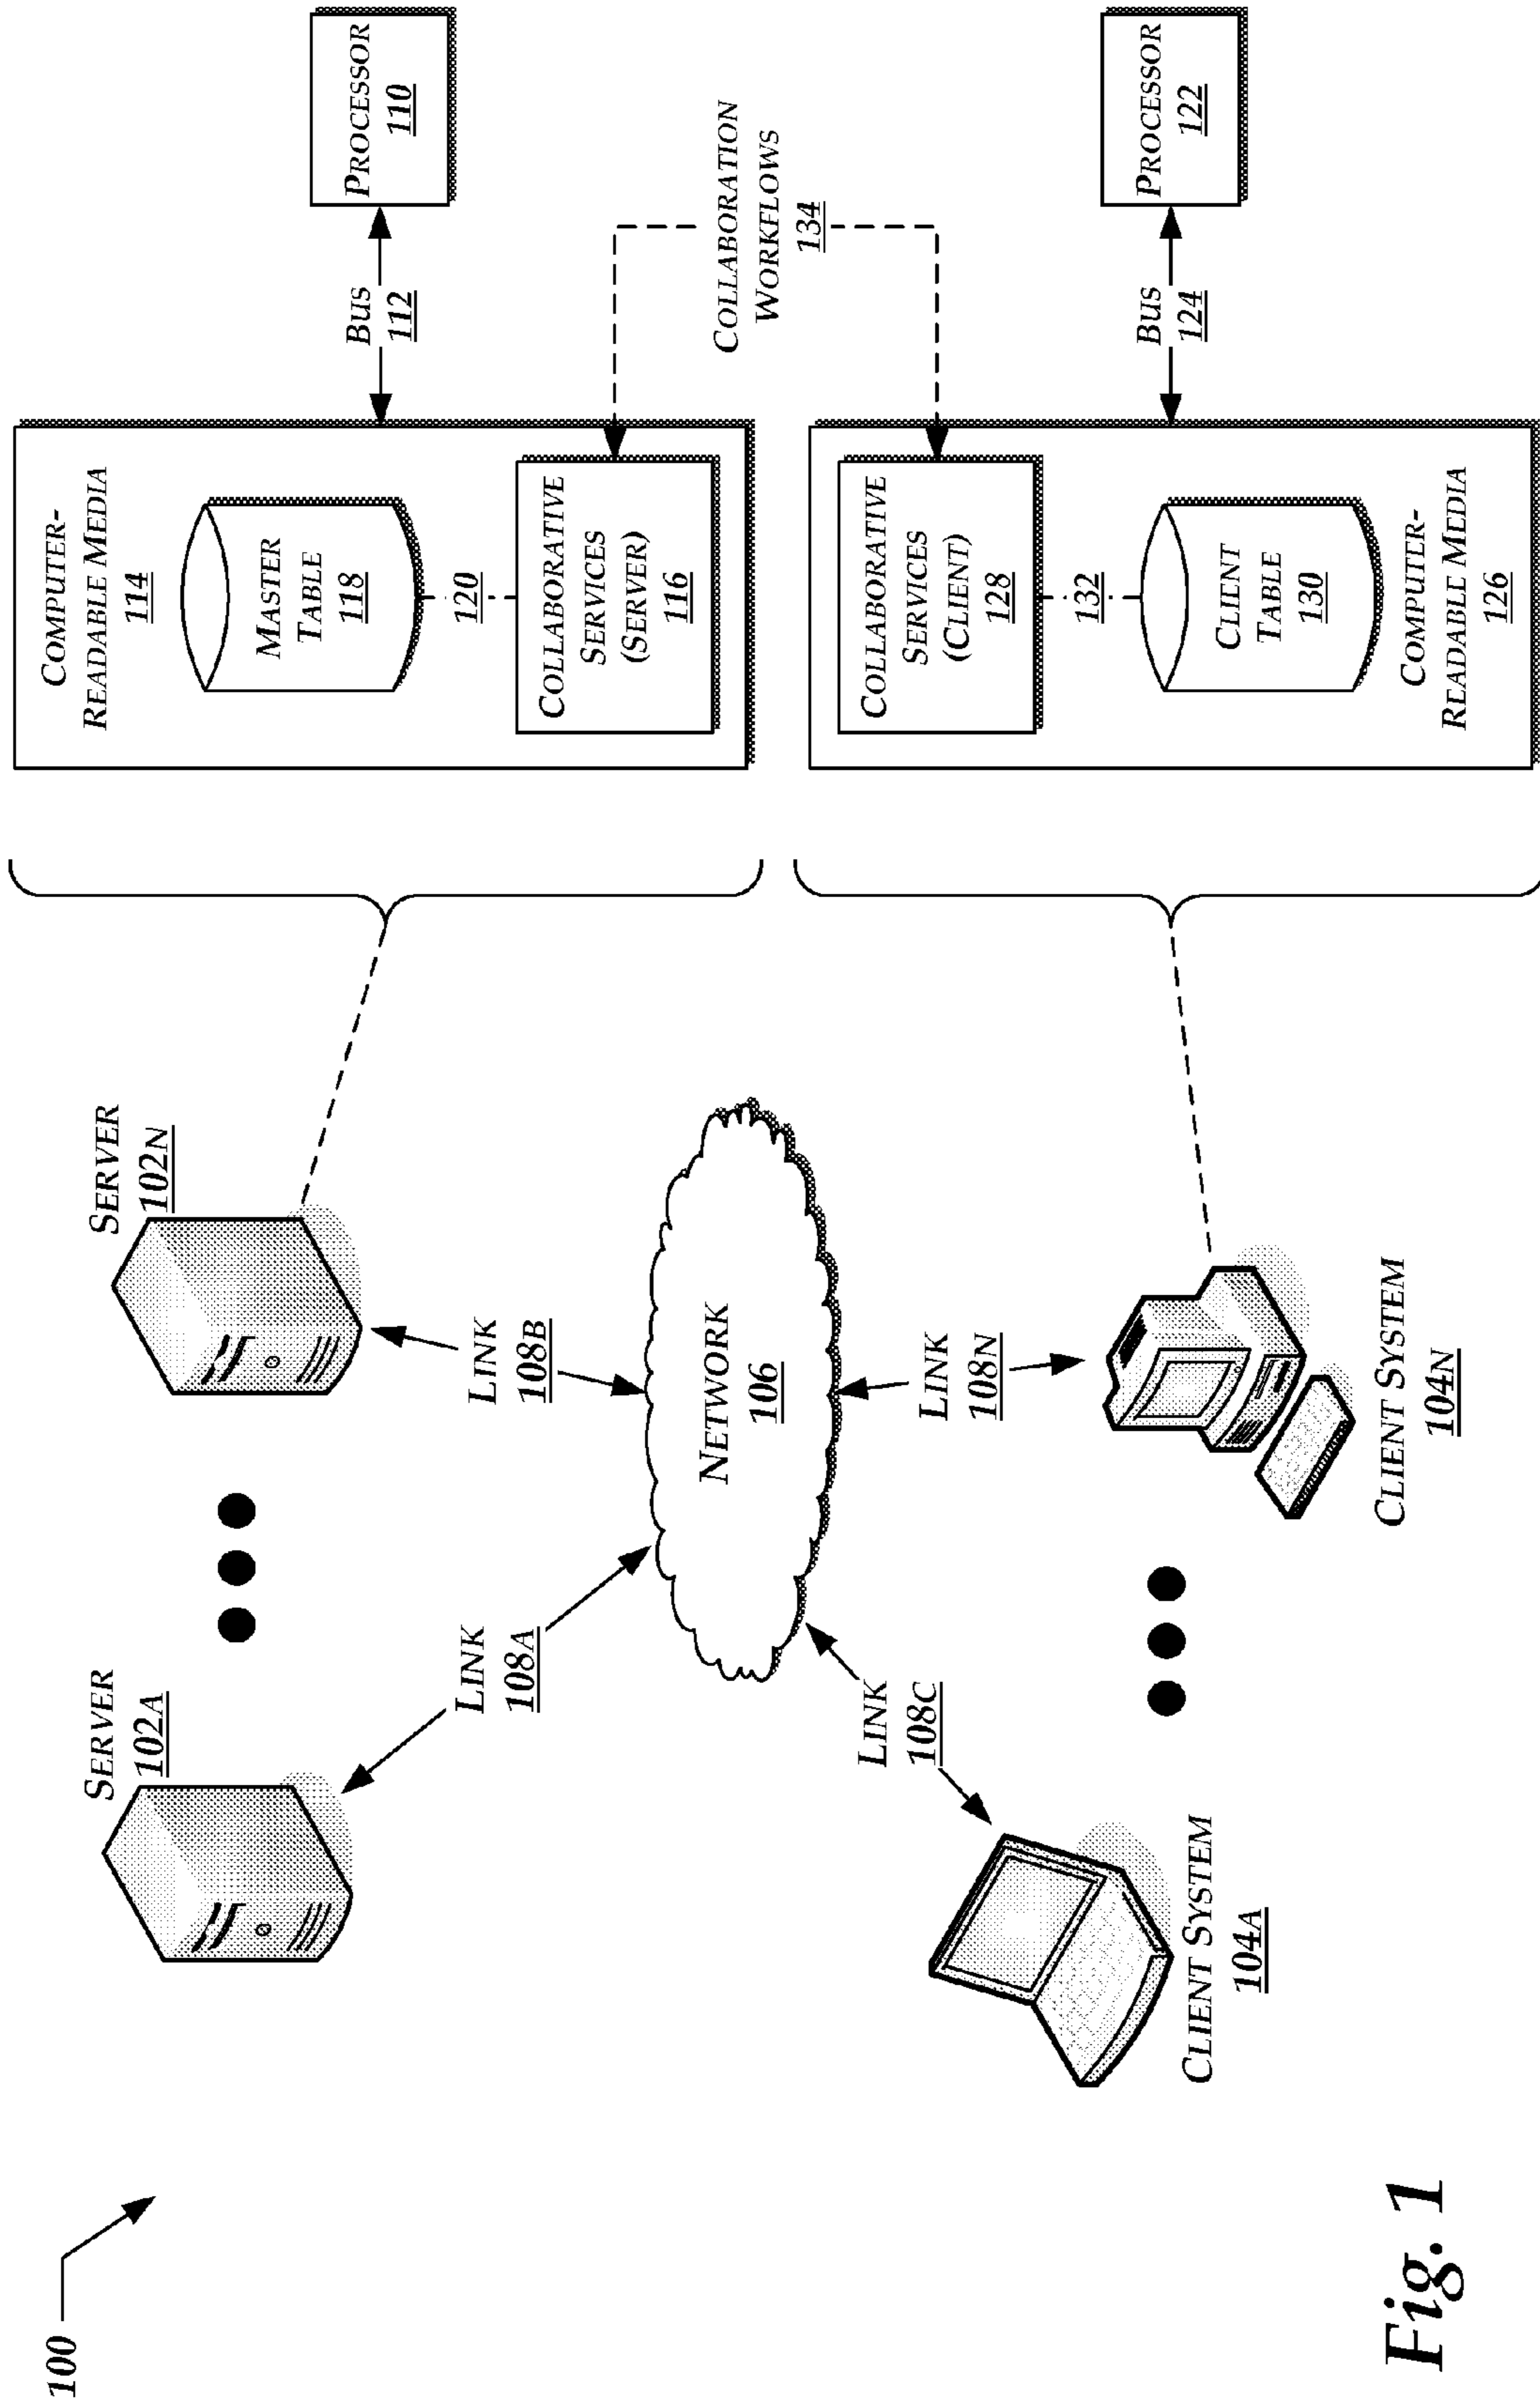 100
SERVER
102A
SERVER
102N
LINK
108A
LINK
108B
NETWORK
106
LINK
108C
LINK
108N
CLIENT SYSTEM
104A
CLIENT SYSTEM
104N
COMPUTER-
READABLE MEDIA
114
MASTER
TABLE
118
120
COLLABORATIVE
SERVICES
(SERVER)
116
BUS
112
PROCESSOR
110
COLLABORATION
WORKFLOWS
134
COLLABORATIVE
SERVICES
(CLIENT)
128
132
CLIENT
TABLE
130
COMPUTER-
READABLE MEDIA
126
BUS
124
PROCESSOR
122
Fig. 1